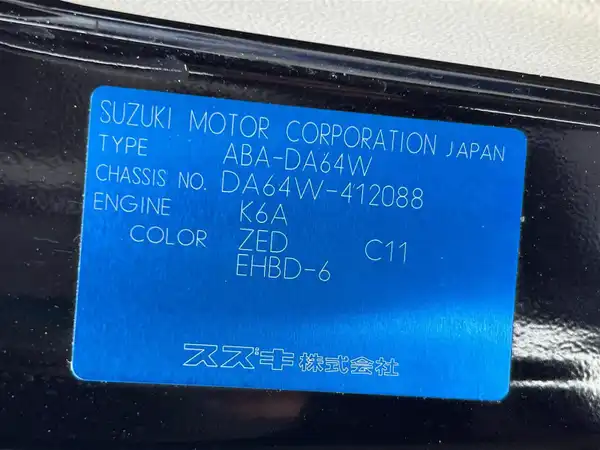 SUZUKI MOTOR CORPORATION JAPAN
TYPE ABA-DA64W
CHASSIS NO. DA64W-412088
ENGINE K6A
COLOR ZED C11
EHBD-6
スズキ株式会社